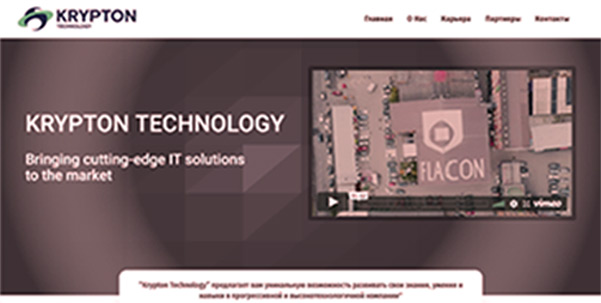 KRYPTON
TECHNOLOGY
Главная О Нас Карьера Партнеры Контакты
KRYPTON TECHNOLOGY
Bringing cutting-edge IT solutions
to the market
FLACON
vimeo
"Krypton Technology" предлагает вам уникальную возможность развивать свои знания, умения и
навыки в прогрессивной и высокотехнологичной компании"